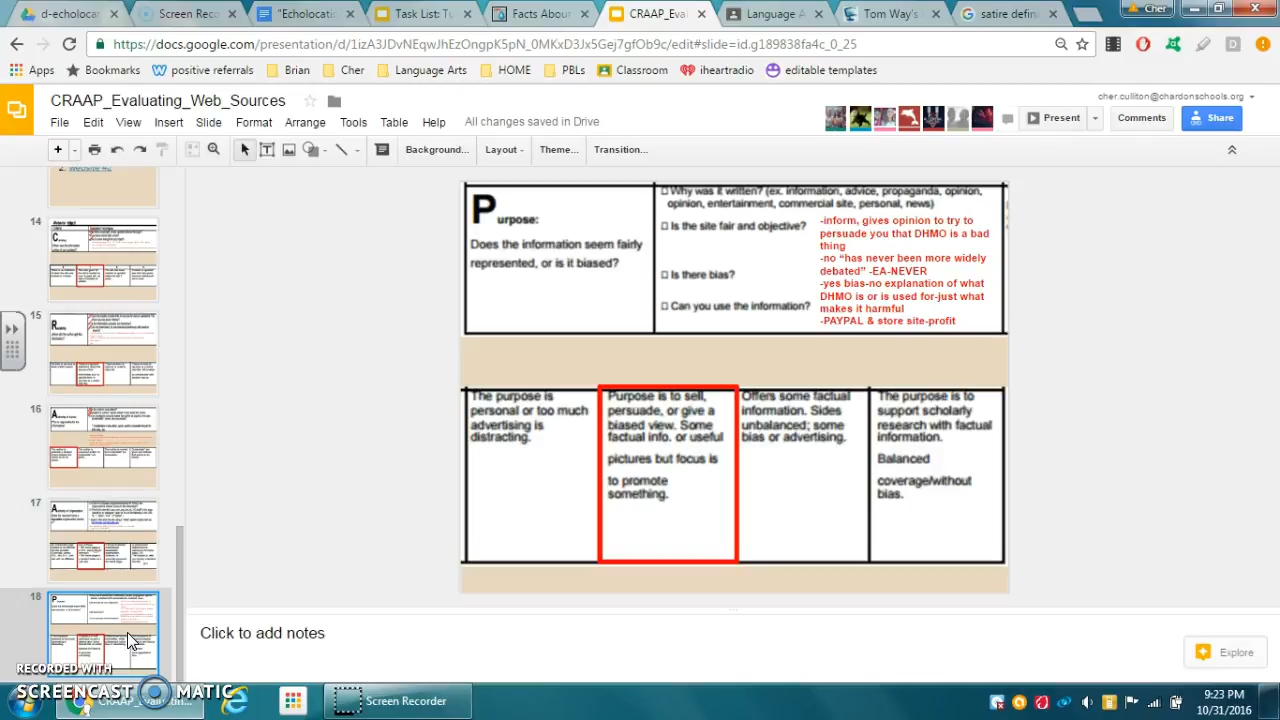 d-echolocat
Screen Reco
"Echolocatio
Task List: Tu
Facts About
CRAAP_Eval
Language A
Tom Way's
satire defini
Cher
https://docs.google.com/presentation/d/1izA3JDvNEqwJhEzOngpK5pN_0MKxD3Jx5Gej7gfOb9c/edit#slide=id.g189838fa4c_0_25
Apps
Bookmarks
positive referrals
Brian
Cher
Language Arts
HOME
PBLs
Classroom
iheartradio
editable templates
CRAAP_Evaluating_Web_Sources
cher.culliton@chardonschools.org
File Edit View Insert Format Arrange Tools Table Help
All changes saved in Drive
Present
Comments
Share
Background...
Layout
Theme...
Transition...
2. Website #2
14
15
16
17
18
Purpose:
Does the information seem fairly
represented, or is it biased?
Why was it written? (ex. information, advice, propaganda, opinion,
opinion, entertainment, commercial site, personal, news)
Is the site fair and objective?
Is there bias?
Can you use the information?
-inform, gives opinion to try to
persuade you that DHMO is a bad
thing
-no "has never been more widely
debated" -EA-NEVER
-yes bias-no explanation of what
DHMO is or is used for-just what
makes it harmful
-PAYPAL & store site-profit
The purpose is
much
advertising is
distracting.
Purpose is to sell,
persuade, or give a
biased view. Some
factual info. or useful
pictures but focus is
to promote
something.
Offers some factual
information, but
unbalanced; some
bias or advertising.
The purpose is to
support scholarly
research with factual
information.
Balanced
coverage/without
bias.
Click to add notes
Explore
RECORDED WITH
SCREENCAST MATIC
CRAAP_Evaluatin...
Screen Recorder
9:23 PM
10/31/2016